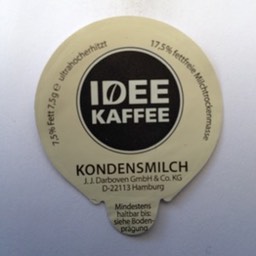 7,5% Fett 7,5g e ultrahocherhitzt
17,5% fettfreie Milchtrockenmasse
IDEE
KAFFEE
KONDENSMILCH
J. J. Darboven GmbH & Co. KG
D-22113 Hamburg
Mindestens
haltbar bis:
siehe Boden-
prägung